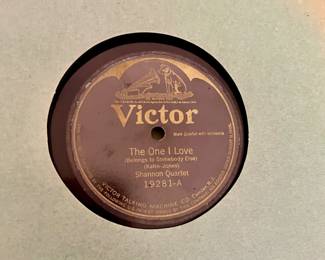 Victor
Male Quartet with orchestra
The One I Love
(Belongs to Somebody Else)
(Kahn-Jones)
Shannon Quartet
19281-A
VICTOR TALKING MACHINE CO. Camden N.J.